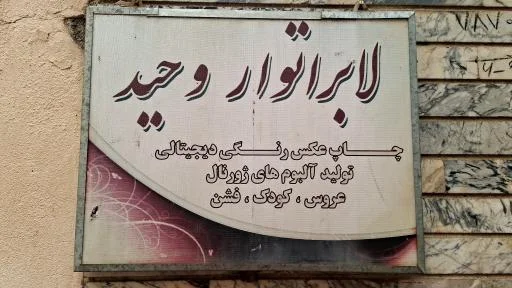 لابراتوار وحید
چاپ عکس رنگی دیجیتالی
تولید آلبوم های ژورنال
عروس ، کودک ، فشن